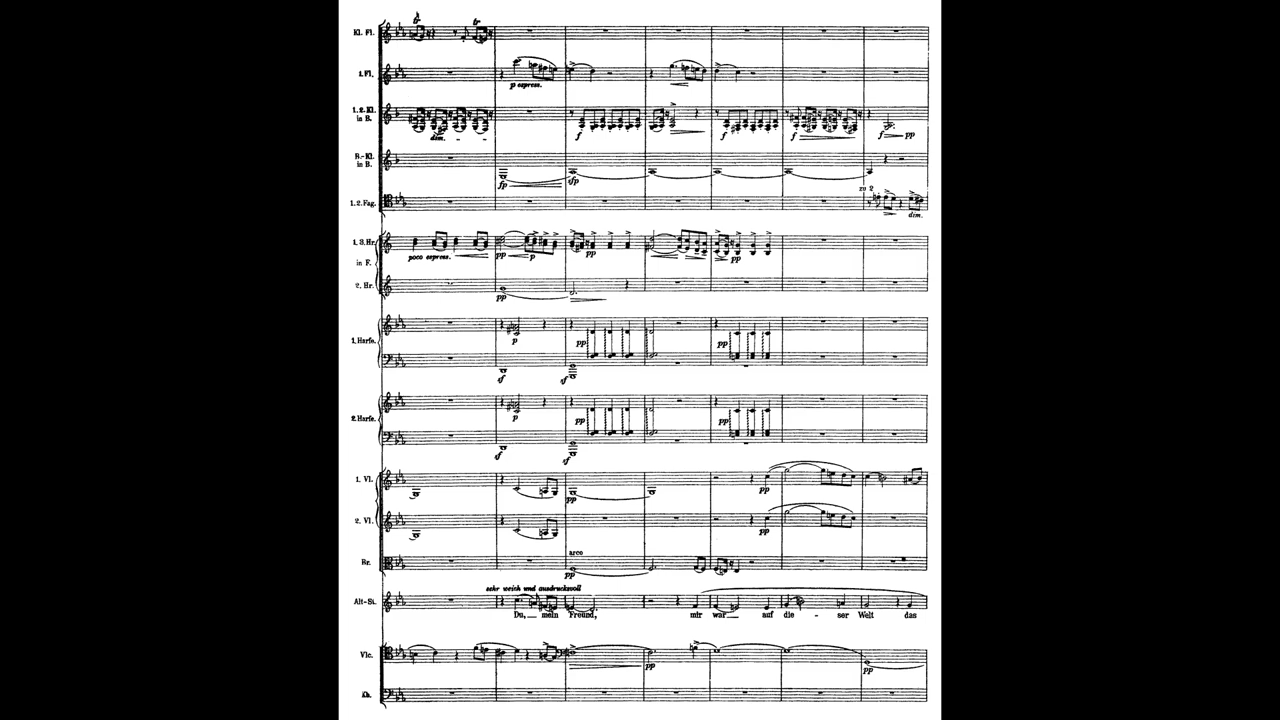 Kl. Fl.
tr tr
1. Fl.
p espress.
1. 2. Kl.
in B.
dim. - -
f f f f pp
B.-Kl.
in B.
fp sfp
zu 2
1. 2. Fag.
dim.
1. 3. Hr.
in F.
poco espress. pp p pp pp
2. Hr.
pp
1. Harfe.
p pp pp
sf sf
2. Harfe.
p pp pp
sf sf
1. Vl.
pp pp
2. Vl.
pp
arco
Br.
pp
sehr weich und ausdrucksvoll
Alt-St.
Du, mein Freund, mir war auf die - ser Welt das
Vlc.
pp pp
Kb.